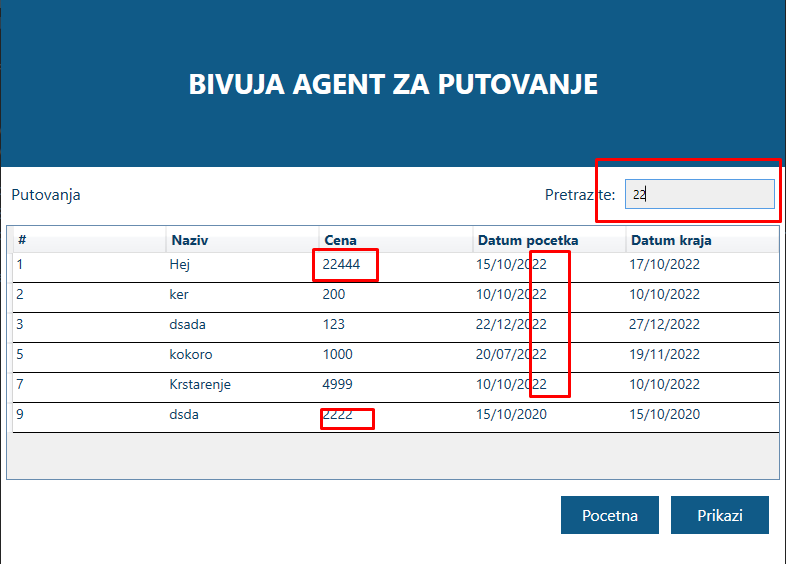 BIVUJA AGENT ZA PUTOVANJE
Putovanja Pretrazite: 22
# Naziv Cena Datum pocetka Datum kraja
1 Hej 22444 15/10/2022 17/10/2022
2 ker 200 10/10/2022 10/10/2022
3 dsada 123 22/12/2022 27/12/2022
5 kokoro 1000 20/07/2022 19/11/2022
7 Krstarenje 4999 10/10/2022 10/10/2022
9 dsda 2222 15/10/2020 15/10/2020
Pocetna Prikazi